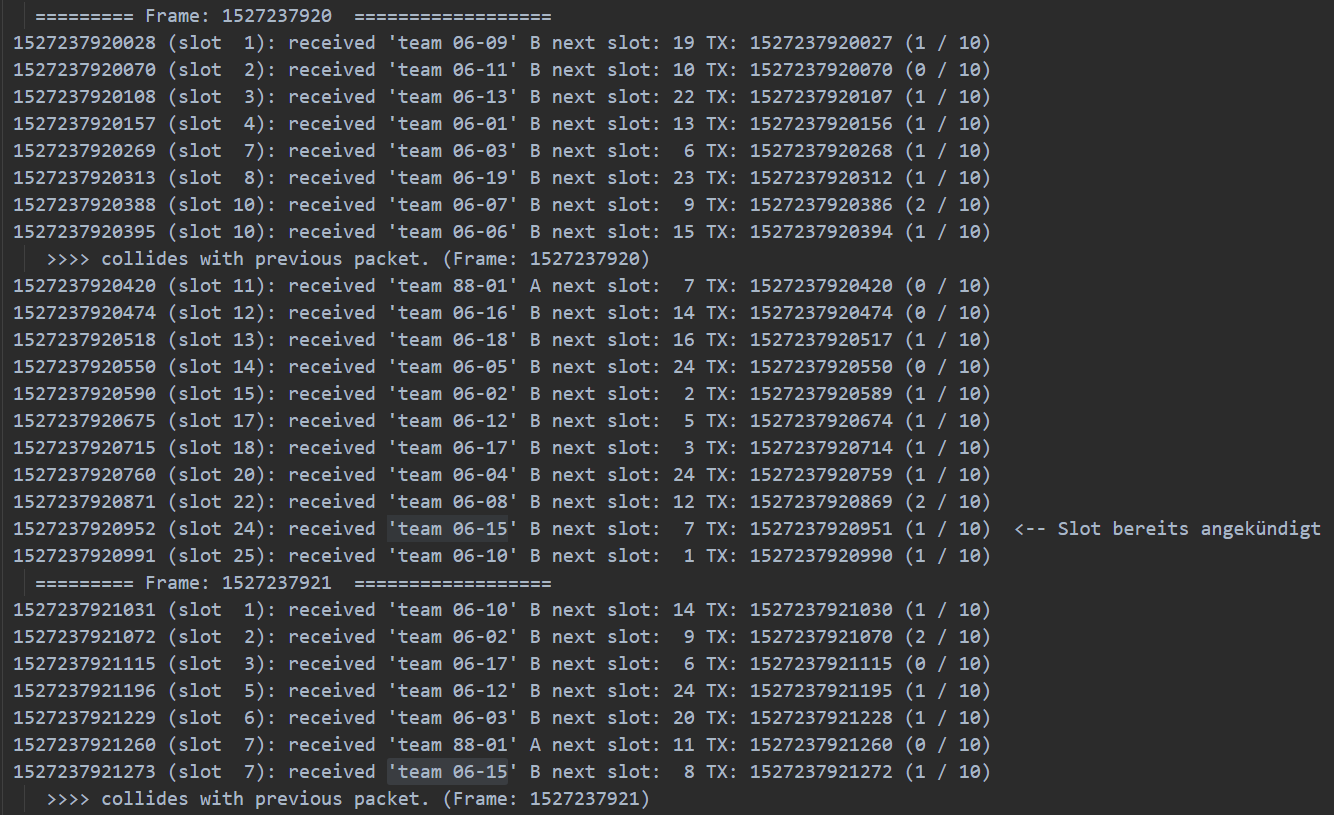 ========= Frame: 1527237920  ==================
1527237920028 (slot  1): received 'team 06-09' B next slot: 19 TX: 1527237920027 (1 / 10)
1527237920070 (slot  2): received 'team 06-11' B next slot: 10 TX: 1527237920070 (0 / 10)
1527237920108 (slot  3): received 'team 06-13' B next slot: 22 TX: 1527237920107 (1 / 10)
1527237920157 (slot  4): received 'team 06-01' B next slot: 13 TX: 1527237920156 (1 / 10)
1527237920269 (slot  7): received 'team 06-03' B next slot:  6 TX: 1527237920268 (1 / 10)
1527237920313 (slot  8): received 'team 06-19' B next slot: 23 TX: 1527237920312 (1 / 10)
1527237920388 (slot 10): received 'team 06-07' B next slot:  9 TX: 1527237920386 (2 / 10)
1527237920395 (slot 10): received 'team 06-06' B next slot: 15 TX: 1527237920394 (1 / 10)
>>>> collides with previous packet. (Frame: 1527237920)
1527237920420 (slot 11): received 'team 88-01' A next slot:  7 TX: 1527237920420 (0 / 10)
1527237920474 (slot 12): received 'team 06-16' B next slot: 14 TX: 1527237920474 (0 / 10)
1527237920518 (slot 13): received 'team 06-18' B next slot: 16 TX: 1527237920517 (1 / 10)
1527237920550 (slot 14): received 'team 06-05' B next slot: 24 TX: 1527237920550 (0 / 10)
1527237920590 (slot 15): received 'team 06-02' B next slot:  2 TX: 1527237920589 (1 / 10)
1527237920675 (slot 17): received 'team 06-12' B next slot:  5 TX: 1527237920674 (1 / 10)
1527237920715 (slot 18): received 'team 06-17' B next slot:  3 TX: 1527237920714 (1 / 10)
1527237920760 (slot 20): received 'team 06-04' B next slot: 24 TX: 1527237920759 (1 / 10)
1527237920871 (slot 22): received 'team 06-08' B next slot: 12 TX: 1527237920869 (2 / 10)
1527237920952 (slot 24): received 'team 06-15' B next slot:  7 TX: 1527237920951 (1 / 10)  <-- Slot bereits angekündigt
1527237920991 (slot 25): received 'team 06-10' B next slot:  1 TX: 1527237920990 (1 / 10)
========= Frame: 1527237921  ==================
1527237921031 (slot  1): received 'team 06-10' B next slot: 14 TX: 1527237921030 (1 / 10)
1527237921072 (slot  2): received 'team 06-02' B next slot:  9 TX: 1527237921070 (2 / 10)
1527237921115 (slot  3): received 'team 06-17' B next slot:  6 TX: 1527237921115 (0 / 10)
1527237921196 (slot  5): received 'team 06-12' B next slot: 24 TX: 1527237921195 (1 / 10)
1527237921229 (slot  6): received 'team 06-03' B next slot: 20 TX: 1527237921228 (1 / 10)
1527237921260 (slot  7): received 'team 88-01' A next slot: 11 TX: 1527237921260 (0 / 10)
1527237921273 (slot  7): received 'team 06-15' B next slot:  8 TX: 1527237921272 (1 / 10)
>>>> collides with previous packet. (Frame: 1527237921)